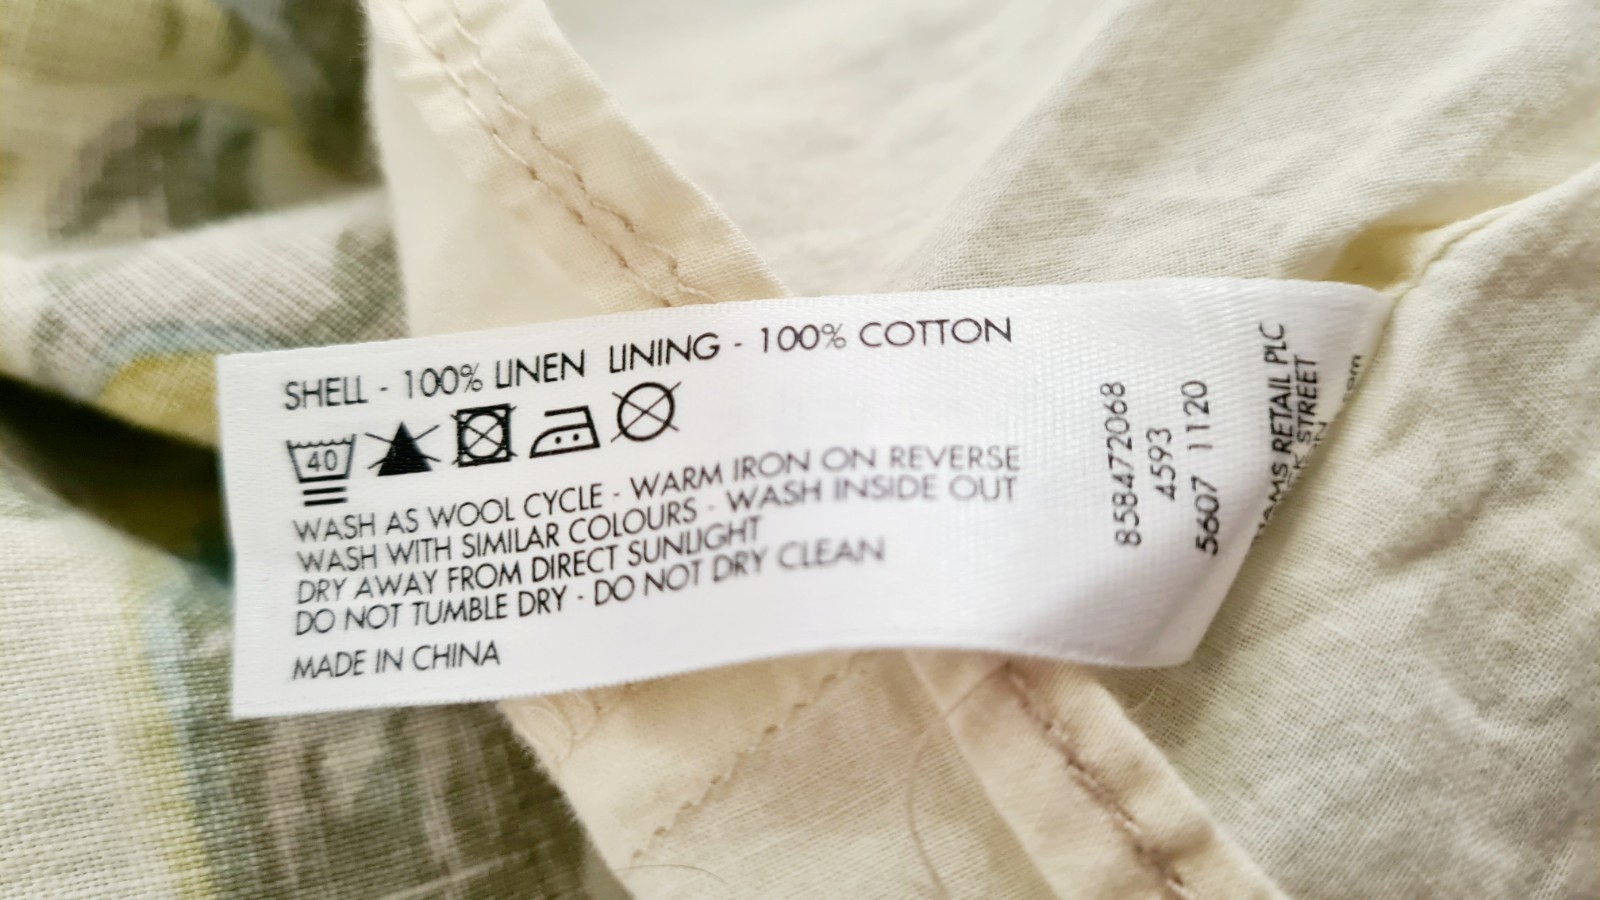 SHELL - 100% LINEN LINING - 100% COTTON
40
WASH AS WOOL CYCLE - WARM IRON ON REVERSE
WASH WITH SIMILAR COLOURS - WASH INSIDE OUT
DRY AWAY FROM DIRECT SUNLIGHT
DO NOT TUMBLE DRY - DO NOT DRY CLEAN
MADE IN CHINA
858472068
4593
5607 1120
RETAIL PLC
STREET